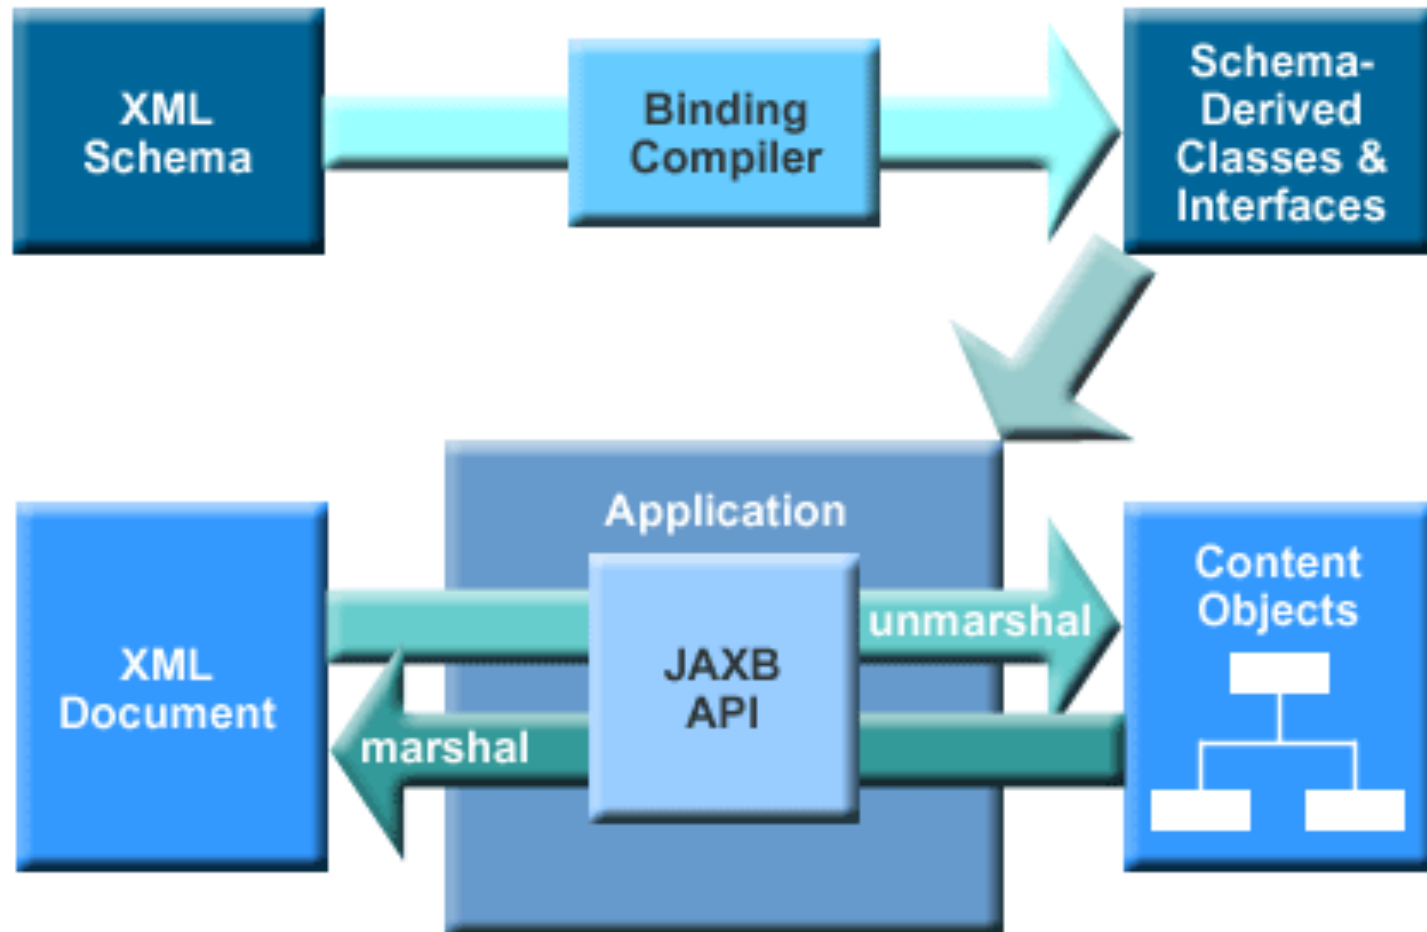 XML
Schema
Binding
Compiler
Schema-
Derived
Classes &
Interfaces
Application
XML
Document
JAXB
API
unmarshal
marshal
Content
Objects